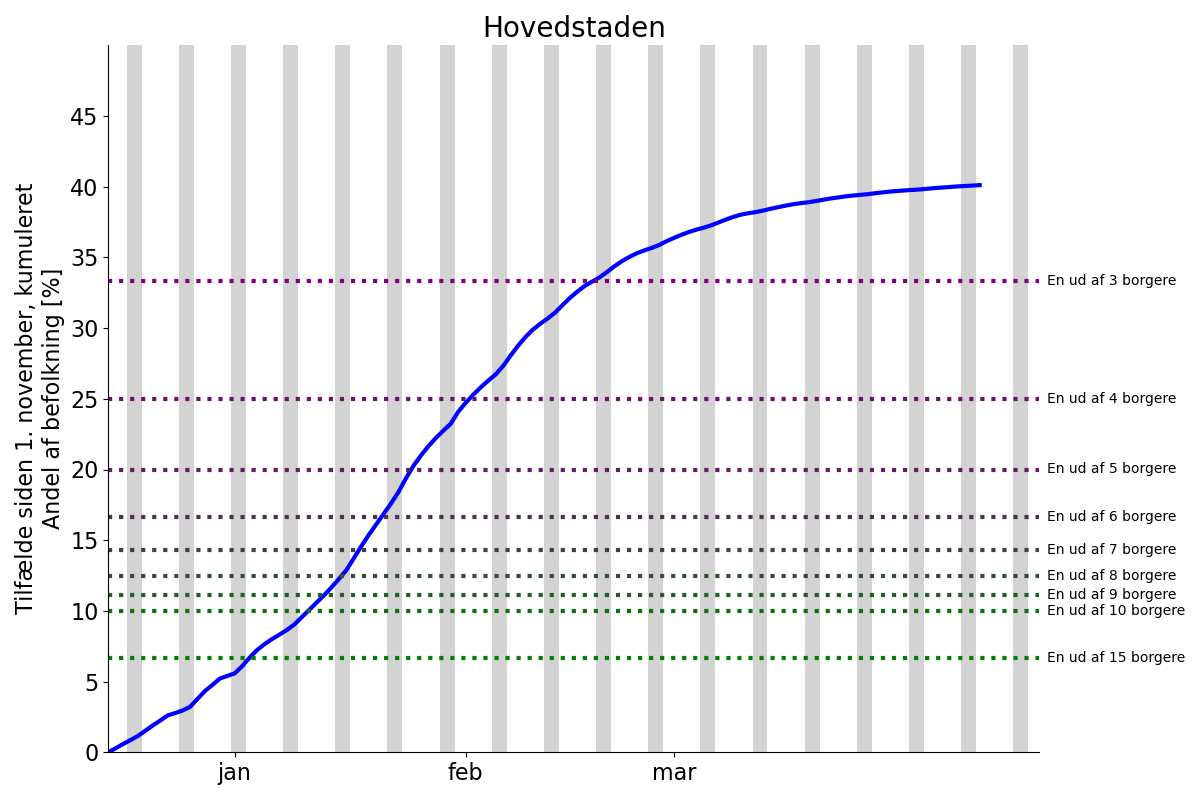 Hovedstaden
Tilfælde siden 1. november, kumuleret
Andel af befolkning [%]
45
40
35
30
25
20
15
10
5
0
jan
feb
mar
En ud af 3 borgere
En ud af 4 borgere
En ud af 5 borgere
En ud af 6 borgere
En ud af 7 borgere
En ud af 8 borgere
En ud af 9 borgere
En ud af 10 borgere
En ud af 15 borgere